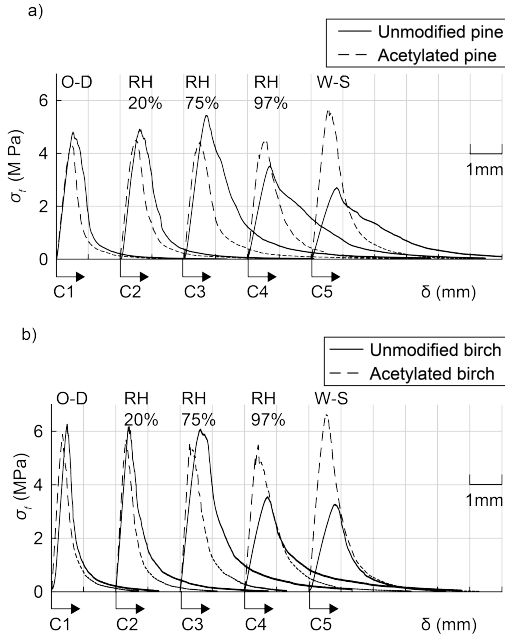 a)
Unmodified pine
Acetylated pine
O-D RH RH RH W-S
20% 75% 97%
6
4
2
0
σt (M Pa)
1mm
C1 C2 C3 C4 C5 δ (mm)
b)
Unmodified birch
Acetylated birch
O-D RH RH RH W-S
20% 75% 97%
6
4
2
0
σt (MPa)
1mm
C1 C2 C3 C4 C5 δ (mm)